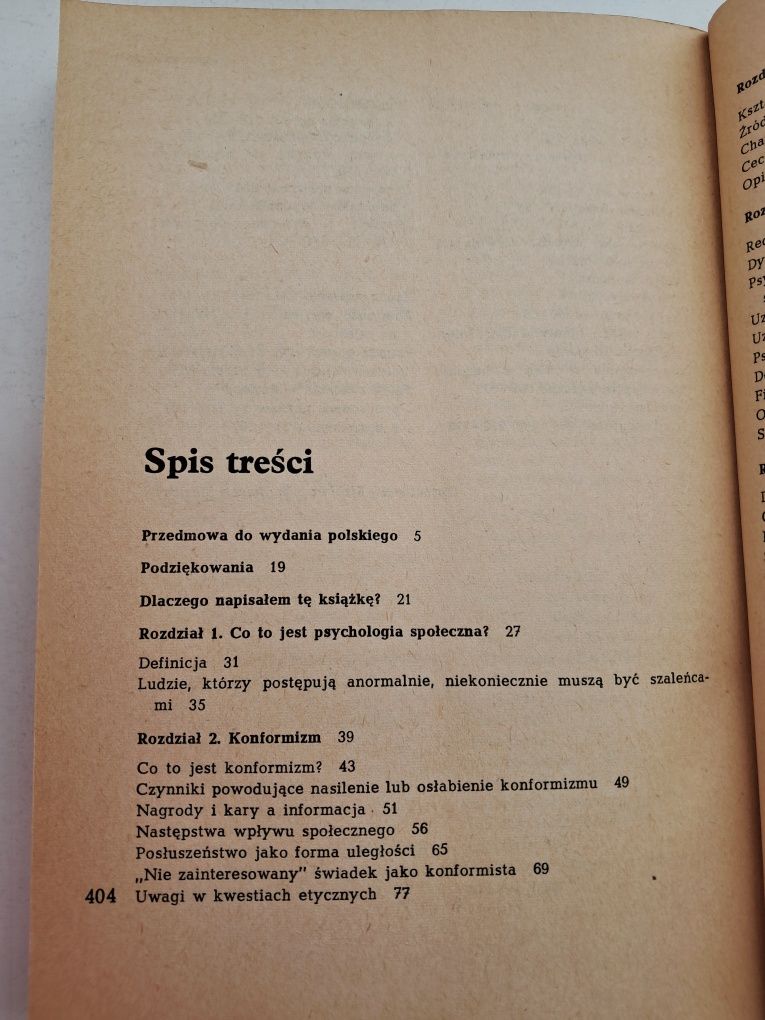 Spis treści
Przedmowa do wydania polskiego 5
Podziękowania 19
Dlaczego napisałem tę książkę? 21
Rozdział 1. Co to jest psychologia społeczna? 27
Definicja 31
Ludzie, którzy postępują anormalnie, niekoniecznie muszą być szaleńca-
mi 35
Rozdział 2. Konformizm 39
Co to jest konformizm? 43
Czynniki powodujące nasilenie lub osłabienie konformizmu 49
Nagrody i kary a informacja 51
Następstwa wpływu społecznego 56
Posłuszeństwo jako forma uległości 65
„Nie zainteresowany" świadek jako konformista 69
404 Uwagi w kwestiach etycznych 77